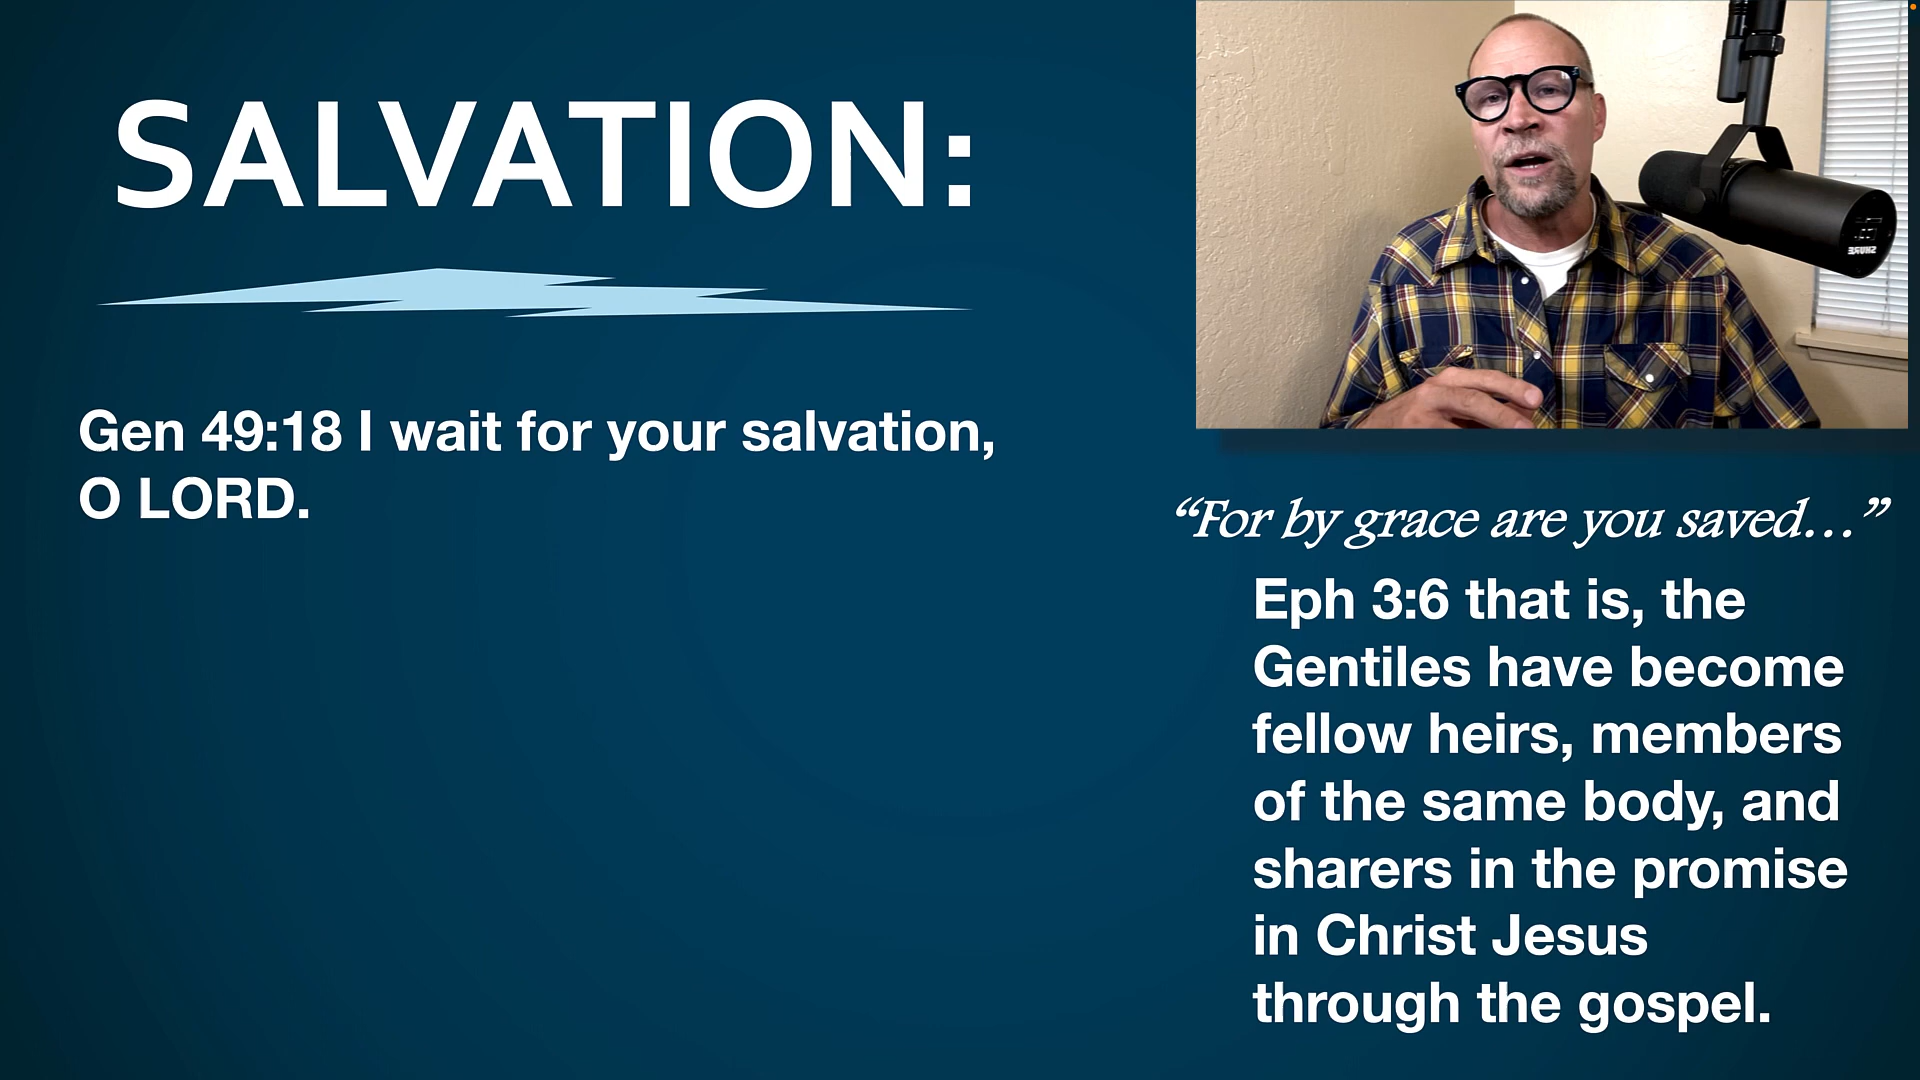 SALVATION:
Gen 49:18 I wait for your salvation,
O LORD.
SHURE
“For by grace are you saved…”
Eph 3:6 that is, the
Gentiles have become
fellow heirs, members
of the same body, and
sharers in the promise
in Christ Jesus
through the gospel.